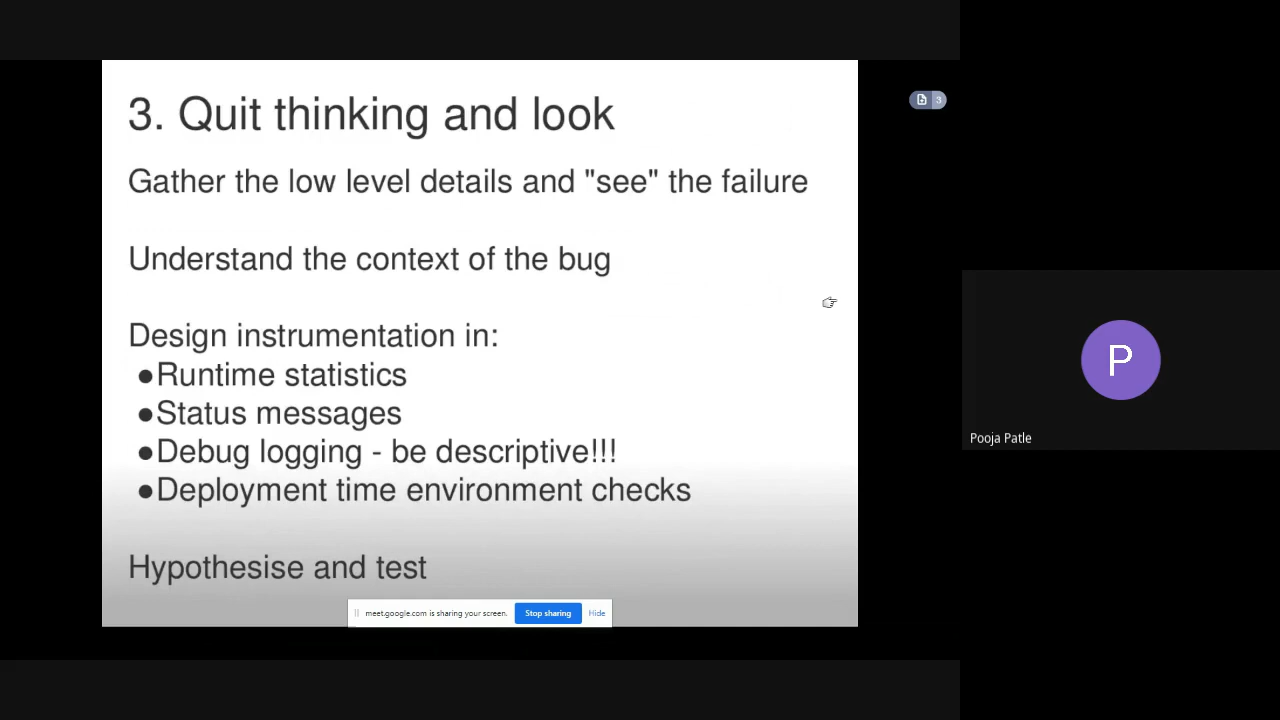 3. Quit thinking and look
3
Gather the low level details and "see" the failure
Understand the context of the bug
Design instrumentation in:
●Runtime statistics
●Status messages
●Debug logging - be descriptive!!!
●Deployment time environment checks
Hypothesise and test
meet.google.com is sharing your screen.
Stop sharing
Hide
P
Pooja Patle